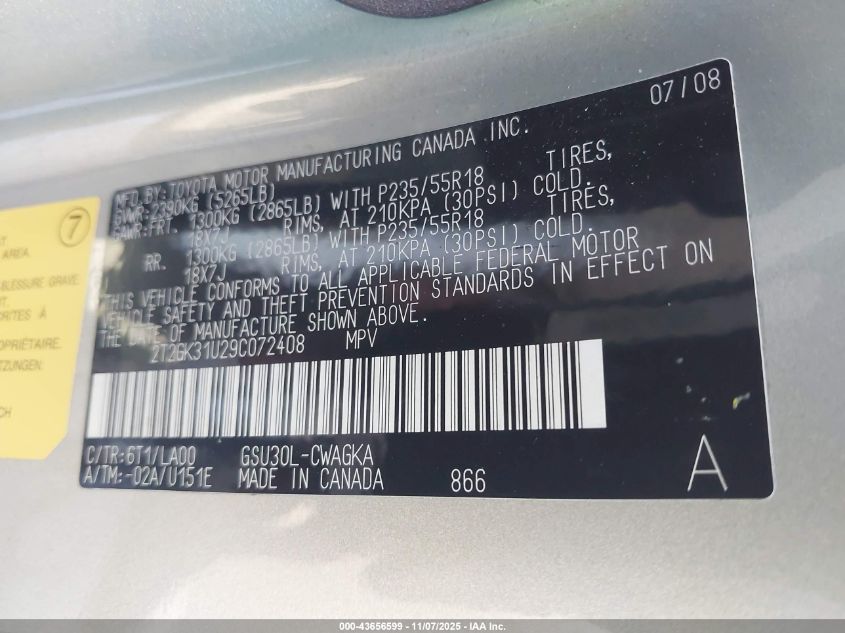 07/08
MFD.BY:TOYOTA MOTOR MANUFACTURING CANADA INC.
GVWR:2390KG (5265LB)
GAWR:FRT. 1300KG (2865LB) WITH P235/55R18 TIRES,
18X7J RIMS, AT 210KPA (30PSI) COLD.
RR. 1300KG (2865LB) WITH P235/55R18 TIRES,
18X7J RIMS, AT 210KPA (30PSI) COLD.
THIS VEHICLE CONFORMS TO ALL APPLICABLE FEDERAL MOTOR
VEHICLE SAFETY AND THEFT PREVENTION STANDARDS IN EFFECT ON
THE DATE OF MANUFACTURE SHOWN ABOVE.
2T2GK31U29C072408 MPV
C/TR:6T1/LA00 GSU30L-CWAGKA
A/TM:-02A/U151E MADE IN CANADA 866 A
7
AREA.
BLESSURE GRAVE.
PROPRIÉTAIRE.
000-43656599 - 11/07/2025 - IAA Inc.